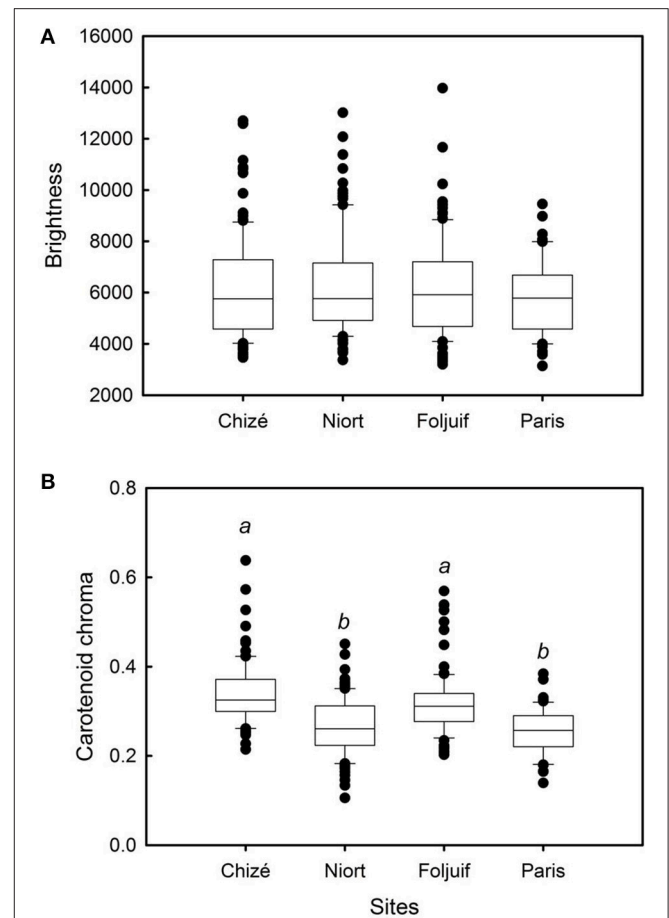 A
16000
14000
12000
10000
8000
6000
4000
2000
Brightness
Chizé Niort Foljuif Paris
B
0.8
0.6
0.4
0.2
0.0
Carotenoid chroma
a
b
a
b
Chizé Niort Foljuif Paris
Sites